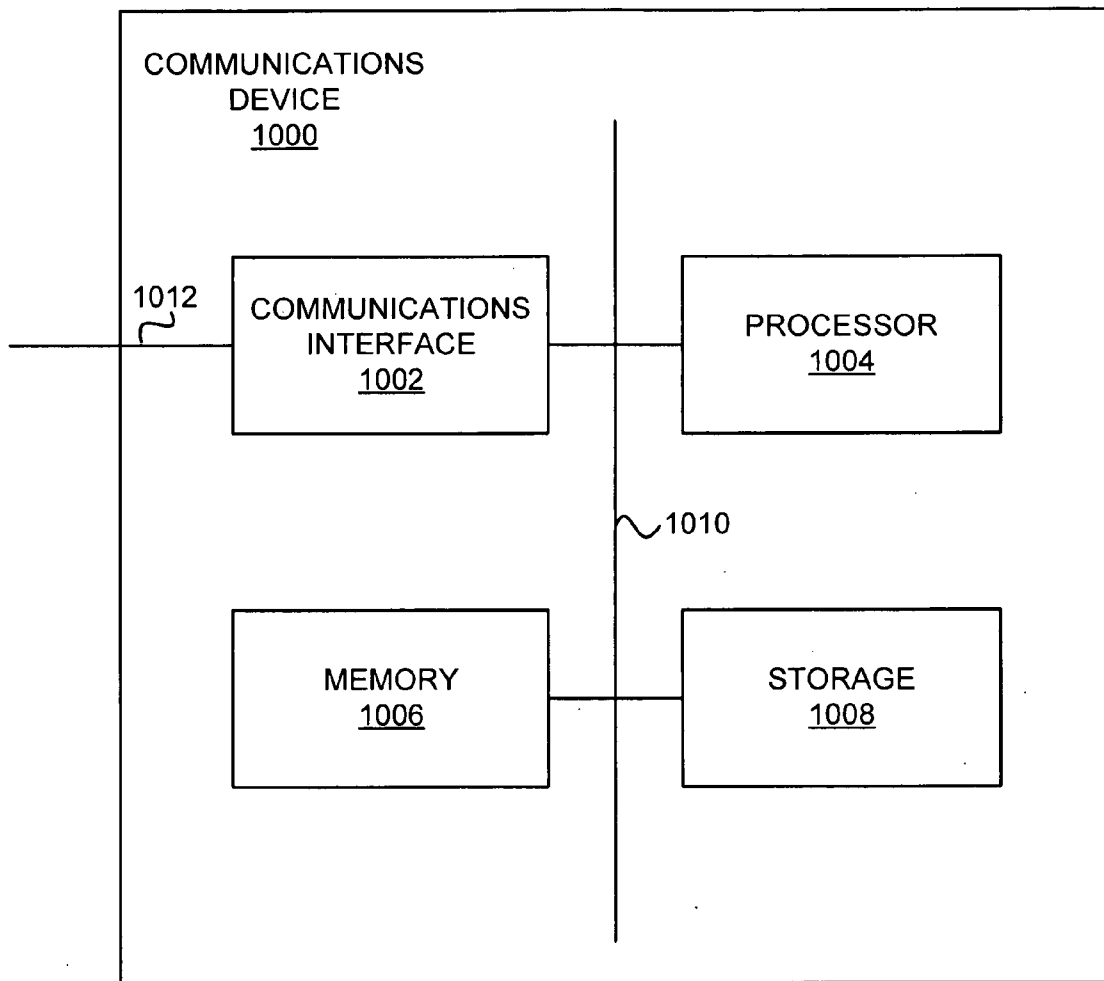 COMMUNICATIONS
DEVICE
1000
1012
COMMUNICATIONS
INTERFACE
1002
PROCESSOR
1004
1010
MEMORY
1006
STORAGE
1008